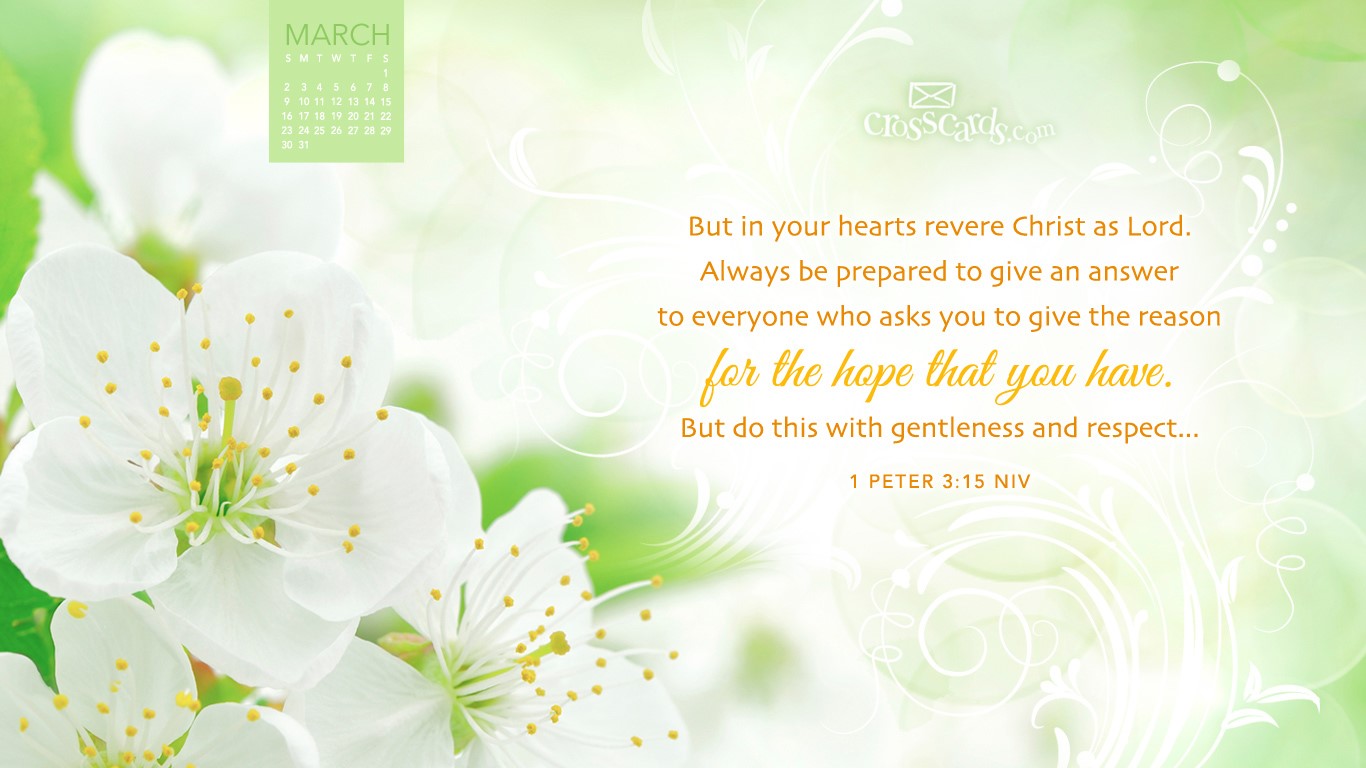 MARCH
S M T W T F S
1
2 3 4 5 6 7 8
9 10 11 12 13 14 15
16 17 18 19 20 21 22
23 24 25 26 27 28 29
30 31
crosscards.com
But in your hearts revere Christ as Lord.
Always be prepared to give an answer
to everyone who asks you to give the reason
for the hope that you have.
But do this with gentleness and respect...
1 PETER 3:15 NIV